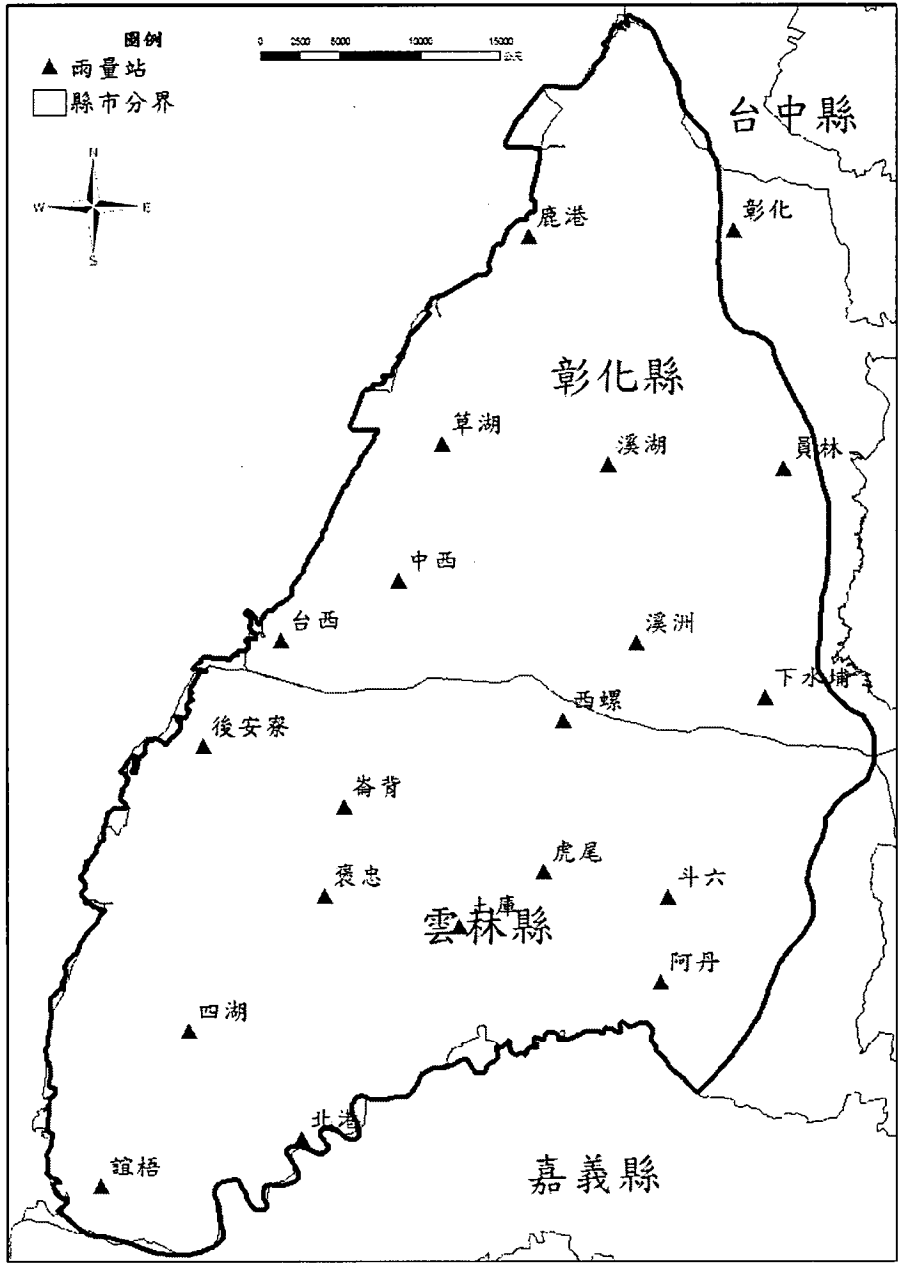 圖例
雨量站
縣市分界
0 2500 5000 10000 15000
公尺
N
W E
S
台中縣
鹿港
彰化
彰化縣
草湖
溪湖
員林
中西
台西
溪洲
下水埔
西螺
後安寮
崙背
褒忠
虎尾
斗六
土庫
雲林縣
阿丹
四湖
北港
誼梧
嘉義縣